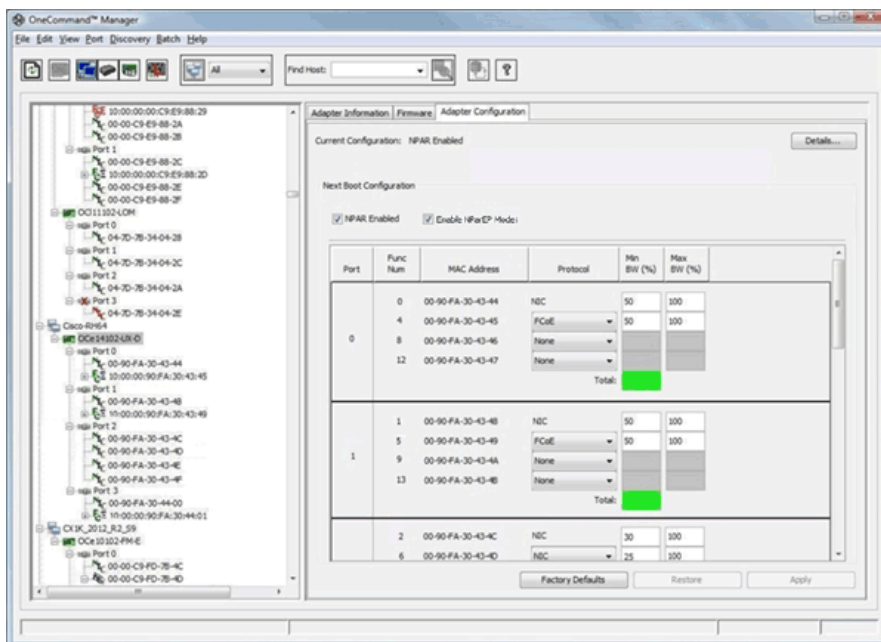 OneCommand™ Manager
File Edit View Port Discovery Batch Help
All
Find Host:
10:00:00:00:C9:E9:88:29
00-00-C9-E9-88-2A
00-00-C9-E9-88-2B
Port 1
00-00-C9-E9-88-2C
10:00:00:00:C9:E9:88:2D
00-00-C9-E9-88-2E
00-00-C9-E9-88-2F
OCl11102-LOM
Port 0
04-7D-7B-34-04-2B
Port 1
04-7D-7B-34-04-2C
Port 2
04-7D-7B-34-04-2A
Port 3
04-7D-7B-34-04-2E
Cisco-RH64
OCe14102-UX-D
Port 0
00-90-FA-30-43-44
10:00:00:90:FA:30:43:45
Port 1
00-90-FA-30-43-48
10:00:00:90:FA:30:43:49
Port 2
00-90-FA-30-43-4C
00-90-FA-30-43-4D
00-90-FA-30-43-4E
00-90-FA-30-43-4F
Port 3
00-90-FA-30-44-00
10:00:00:90:FA:30:44:01
CX1K_2012_R2_S9
OCe10102-FM-E
Port 0
00-00-C9-FD-7B-4C
00-00-C9-FD-7B-4D
Adapter Information Firmware Adapter Configuration
Current Configuration: NPAR Enabled
Details...
Next Boot Configuration
NPAR Enabled Enable NParEP Mode
Port Func Num MAC Address Protocol Min BW (%) Max BW (%)
0
0 00-90-FA-30-43-44 NIC 50 100
4 00-90-FA-30-43-45 FCoE 50 100
8 00-90-FA-30-43-46 None
12 00-90-FA-30-43-47 None
Total:
1
1 00-90-FA-30-43-48 NIC 50 100
5 00-90-FA-30-43-49 FCoE 50 100
9 00-90-FA-30-43-4A None
13 00-90-FA-30-43-4B None
Total:
2 00-90-FA-30-43-4C NIC 30 100
6 00-90-FA-30-43-4D NIC 25 100
Factory Defaults Restore Apply